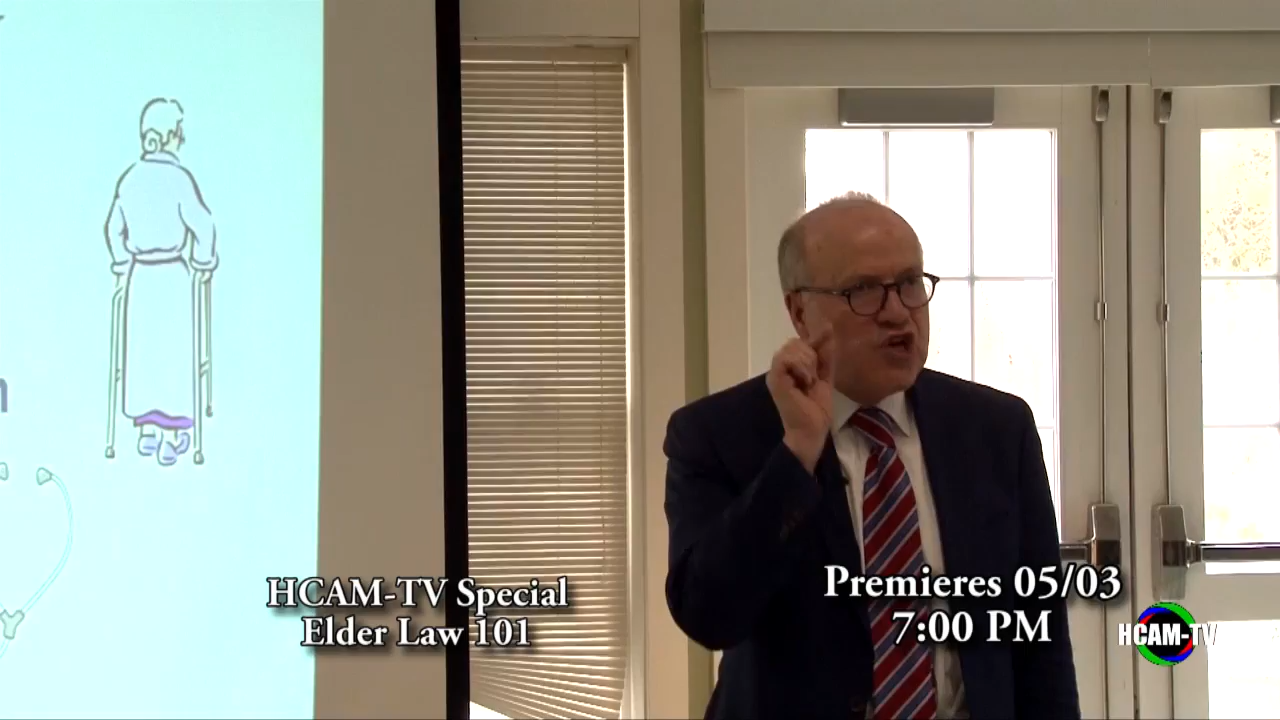 HCAM-TV Special
Elder Law 101
Premieres 05/03
7:00 PM
HCAM-TV